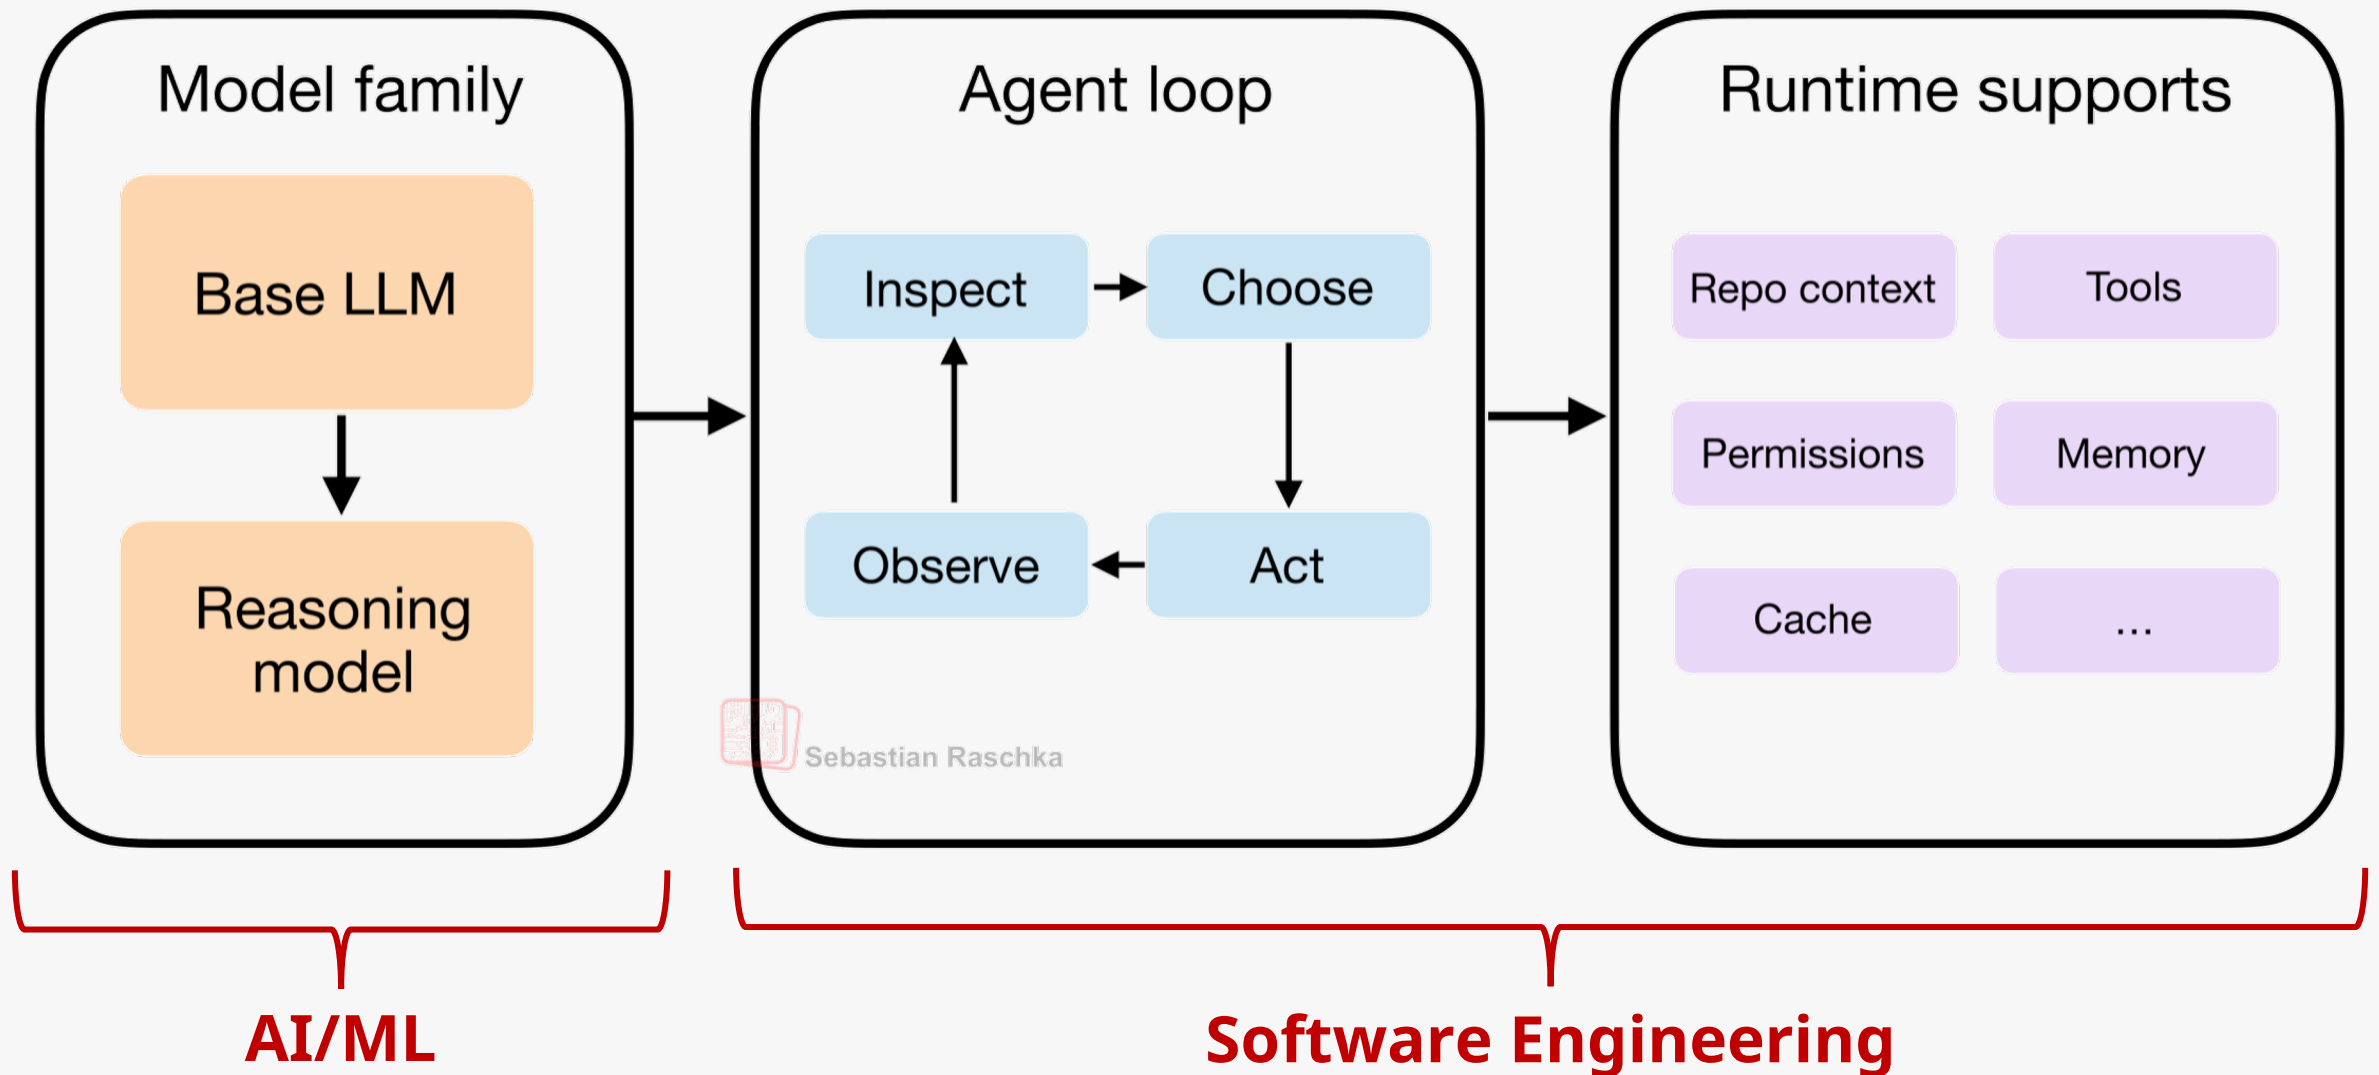 Model family
Base LLM
Reasoning
model
Agent loop
Inspect
Choose
Observe
Act
Runtime supports
Repo context
Tools
Permissions
Memory
Cache
...
Sebastian Raschka
AI/ML
Software Engineering